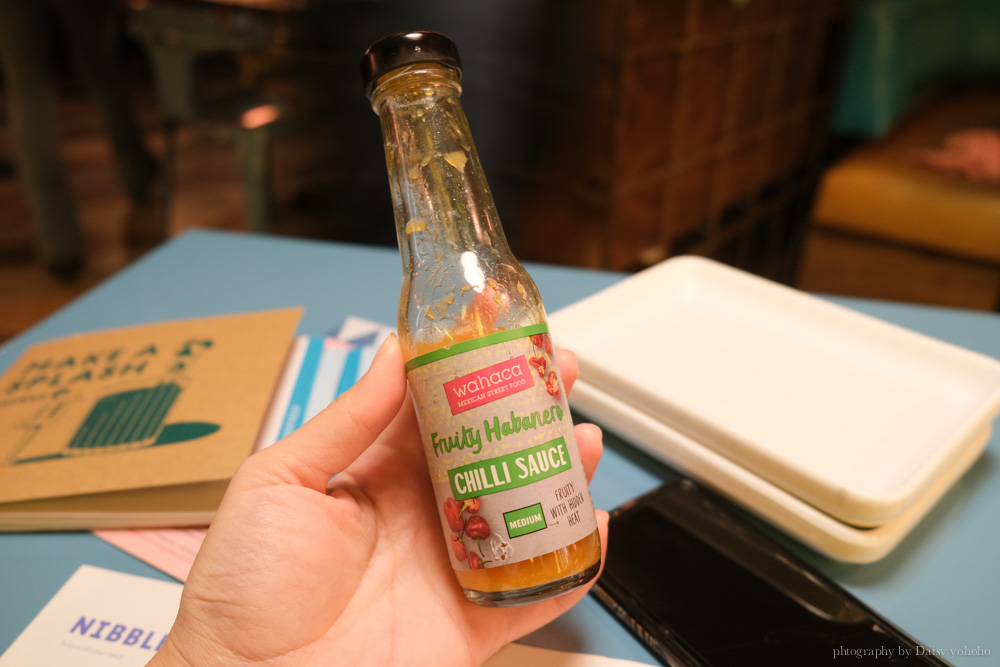 MAKE A
SPLASH
wahaca
MEXICAN STREET FOOD
Fruity Habanero
CHILLI SAUCE
MEDIUM
FRUITY
WITH HIDDEN
HEAT
photography by Daisy yohoho